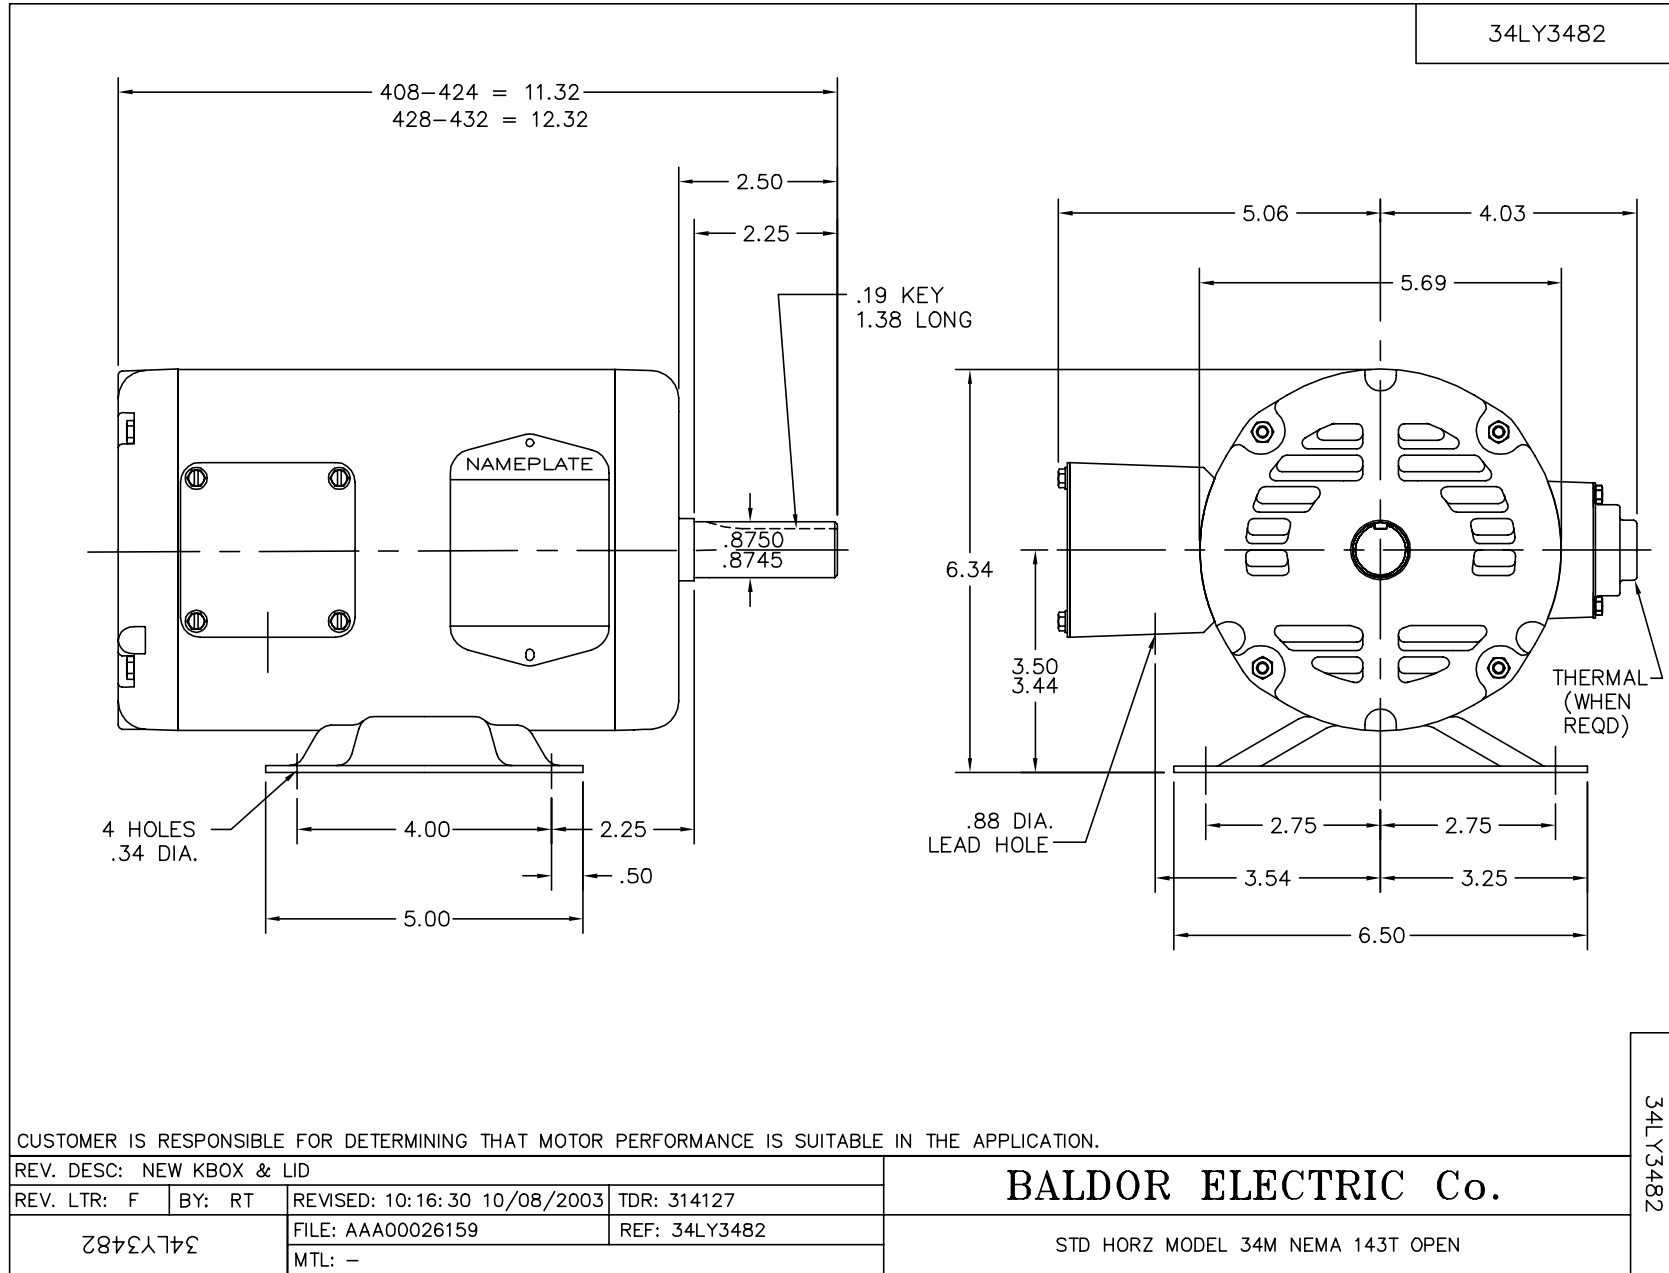 34LY3482
408-424 = 11.32
428-432 = 12.32
2.50
2.25
.19 KEY
1.38 LONG
NAMEPLATE
.8750
.8745
4 HOLES
.34 DIA.
4.00
2.25
.50
5.00
5.06
4.03
5.69
6.34
3.50
3.44
THERMAL
(WHEN
REQD)
.88 DIA.
LEAD HOLE
2.75
2.75
3.54
3.25
6.50
34LY3482
CUSTOMER IS RESPONSIBLE FOR DETERMINING THAT MOTOR PERFORMANCE IS SUITABLE IN THE APPLICATION.
REV. DESC: NEW KBOX & LID
REV. LTR: F
BY: RT
REVISED: 10:16:30 10/08/2003
TDR: 314127
34LY3482
FILE: AAA00026159
REF: 34LY3482
MTL: -
BALDOR ELECTRIC Co.
STD HORZ MODEL 34M NEMA 143T OPEN